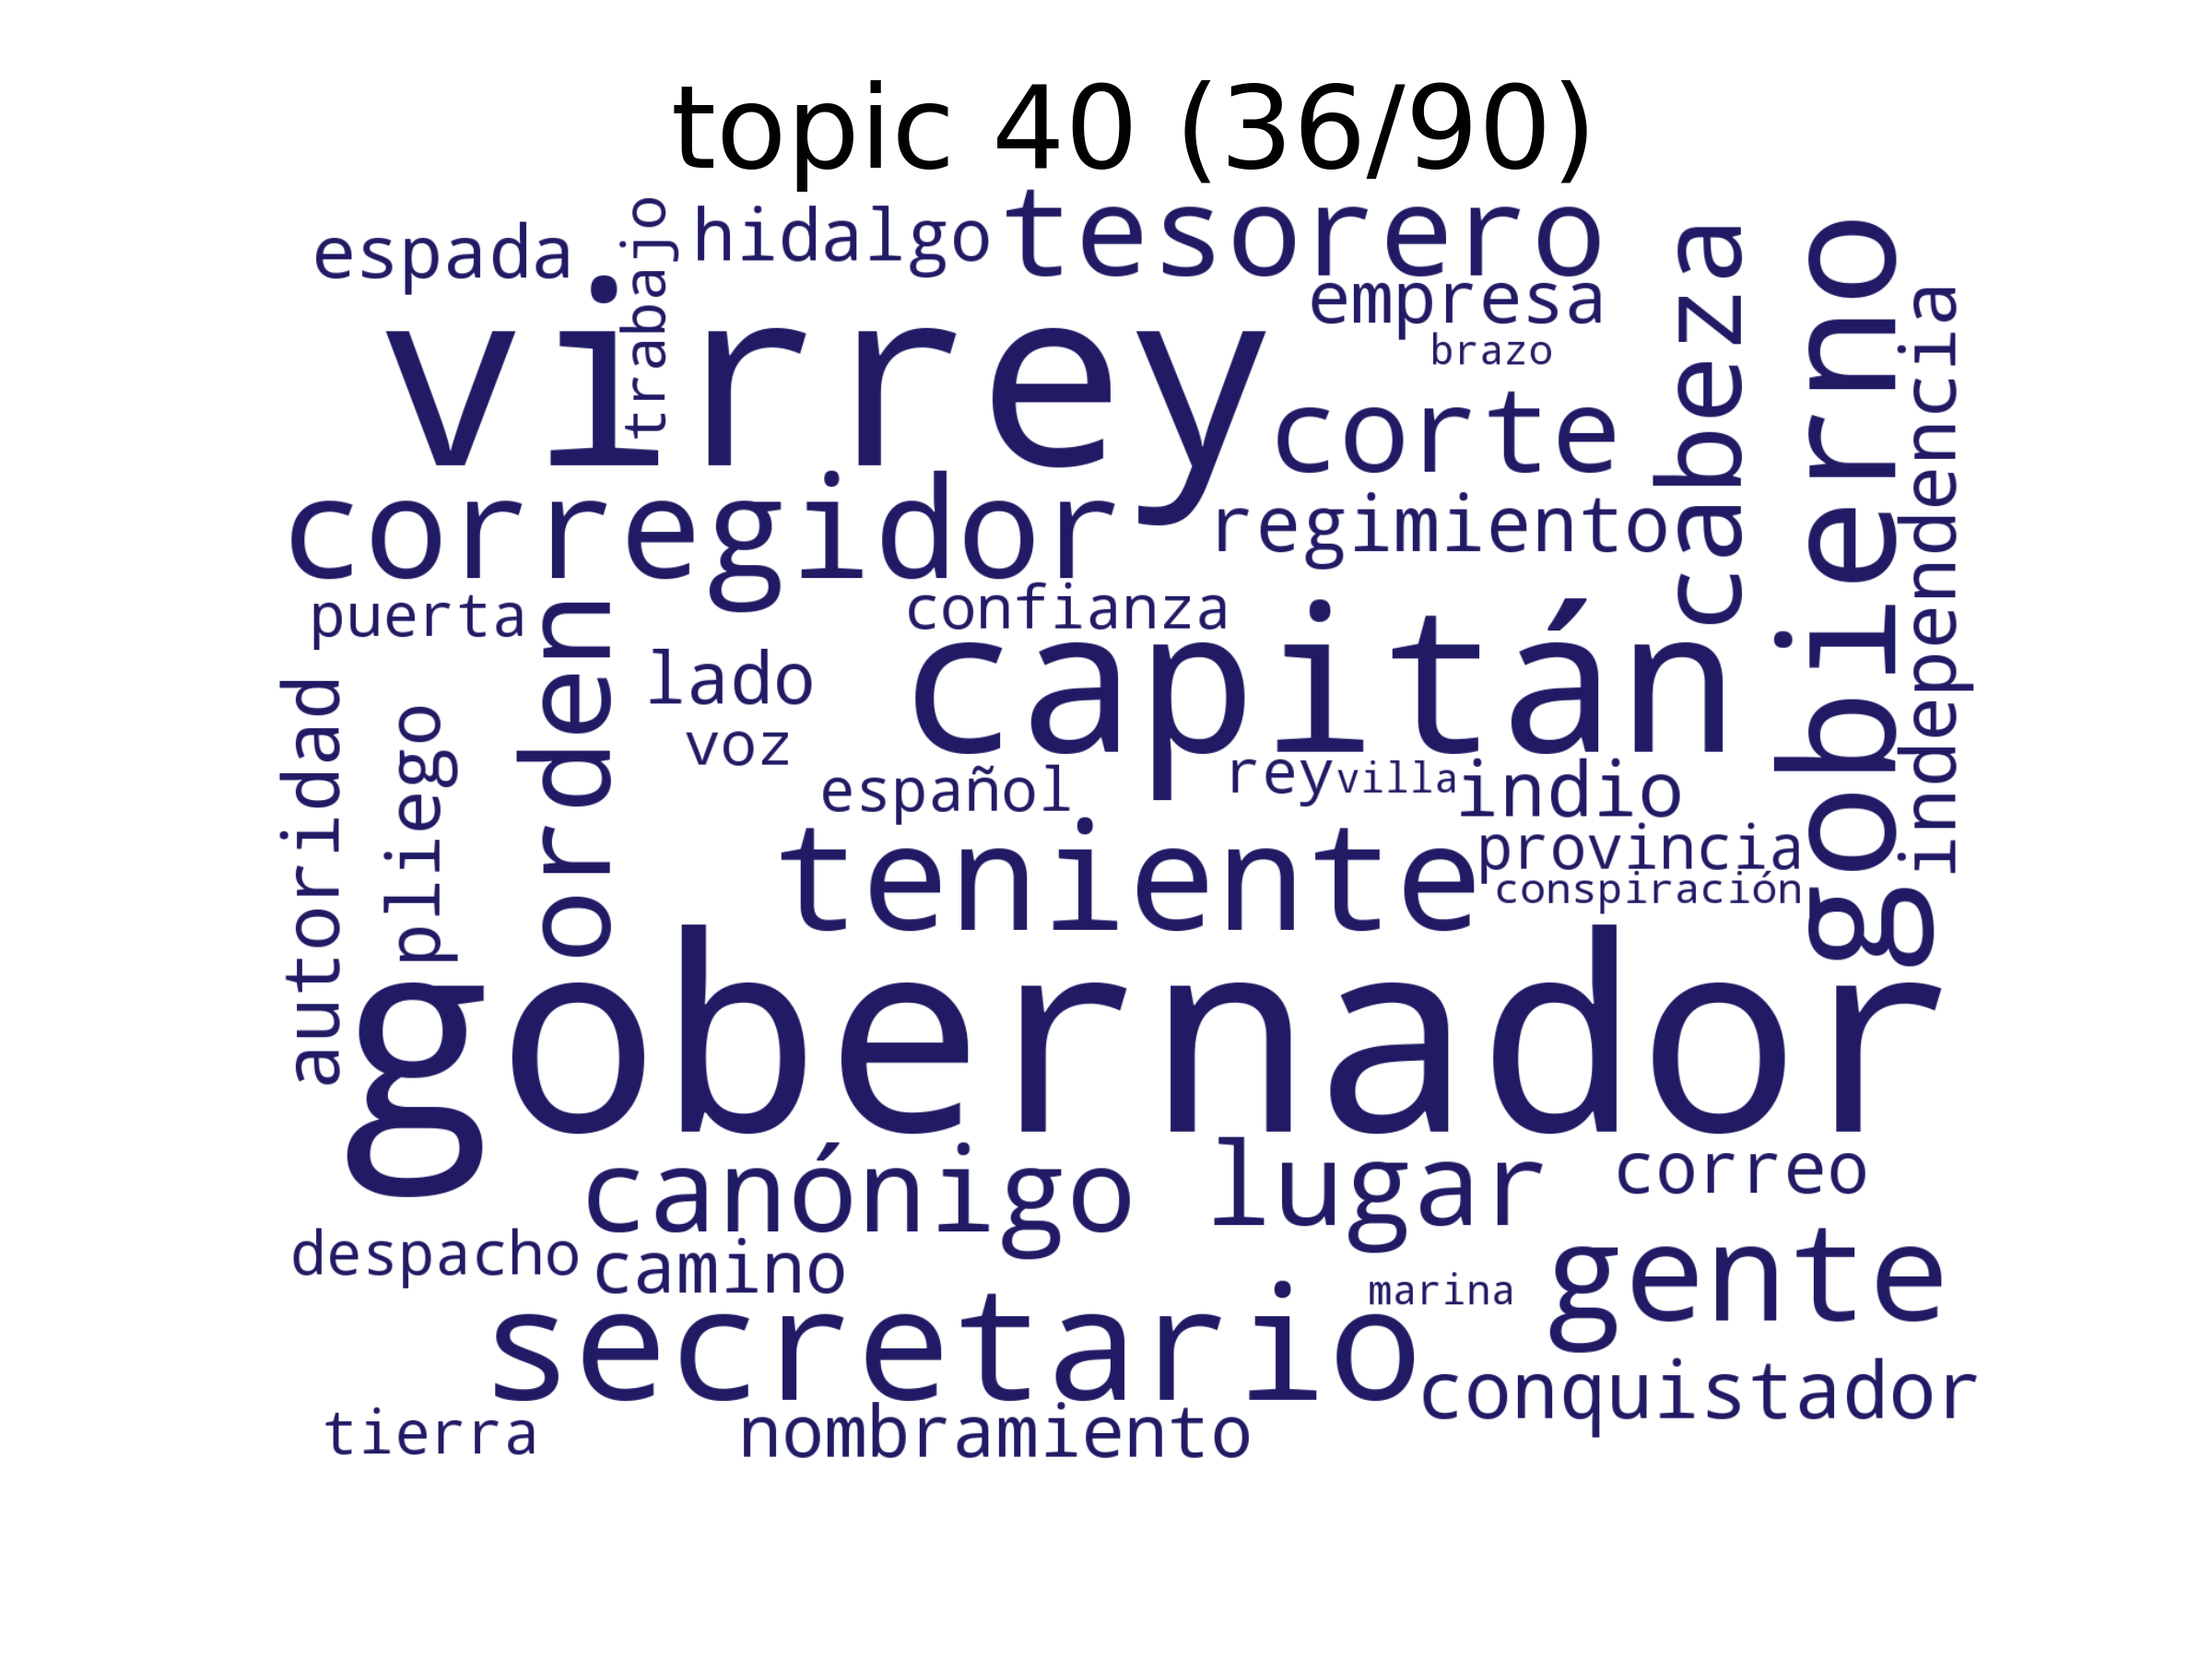 topic 40 (36/90)
espada
trabajo
hidalgo
tesorero
virrey
empresa
brazo
corte
cabeza
gobierno
independencia
corregidor
regimiento
puerta
orden
confianza
capitán
autoridad
pliego
lado
voz
español
rey
villa
indio
teniente
provincia
conspiración
gobernador
canónigo
lugar
correo
despacho
camino
marina
gente
secretario
conquistador
tierra
nombramiento